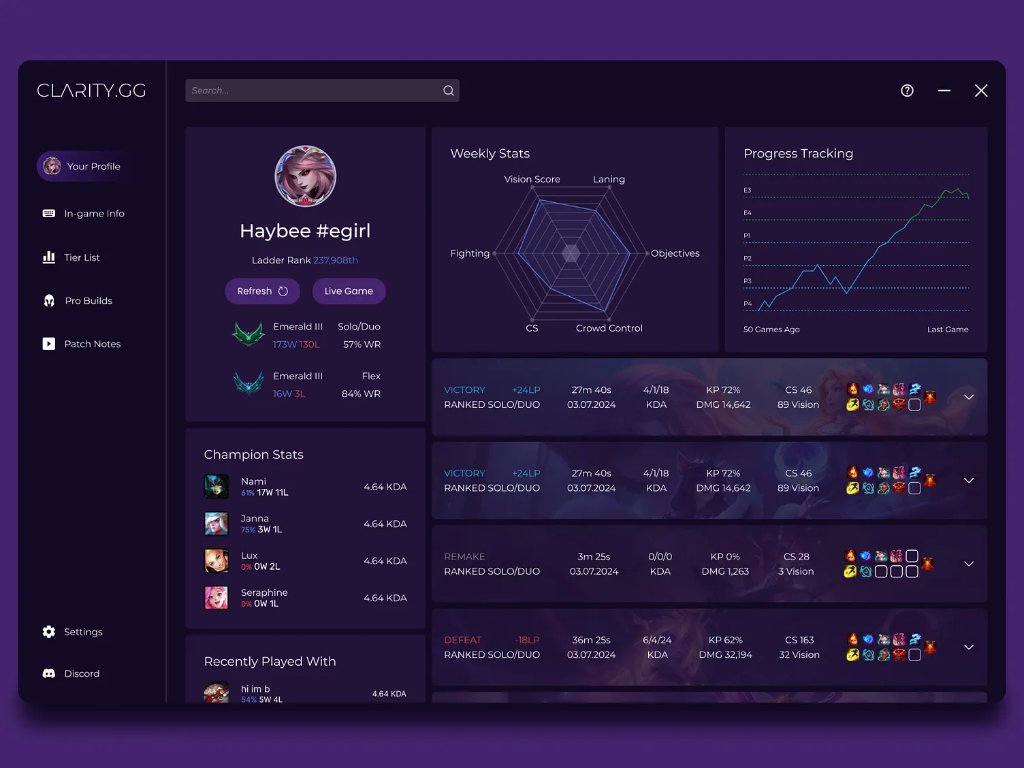 CLARITY.GG
Search...
Your Profile
In-game Info
Tier List
Pro Builds
Patch Notes
Settings
Discord
Haybee #egirl
Ladder Rank 237,908th
Refresh
Live Game
Emerald III Solo/Duo
173W 130L 57% WR
Emerald III Flex
16W 3L 84% WR
Champion Stats
Nami
61% 17W 11L 4.64 KDA
Janna
75% 3W 1L 4.64 KDA
Lux
0% 0W 2L 4.64 KDA
Seraphine
0% 0W 1L 4.64 KDA
Recently Played With
hi im b
54% 5W 4L 4.64 KDA
Weekly Stats
Vision Score Laning
Fighting Objectives
CS Crowd Control
Progress Tracking
E3
E4
P1
P2
P3
P4
50 Games Ago Last Game
VICTORY +24LP 27m 40s 4/1/18 KP 72% CS 46
RANKED SOLO/DUO 03.07.2024 KDA DMG 14,642 89 Vision
VICTORY +24LP 27m 40s 4/1/18 KP 72% CS 46
RANKED SOLO/DUO 03.07.2024 KDA DMG 14,642 89 Vision
REMAKE 3m 25s 0/0/0 KP 0% CS 28
RANKED SOLO/DUO 03.07.2024 KDA DMG 1,263 3 Vision
DEFEAT -18LP 36m 25s 6/4/24 KP 62% CS 163
RANKED SOLO/DUO 03.07.2024 KDA DMG 32,194 32 Vision